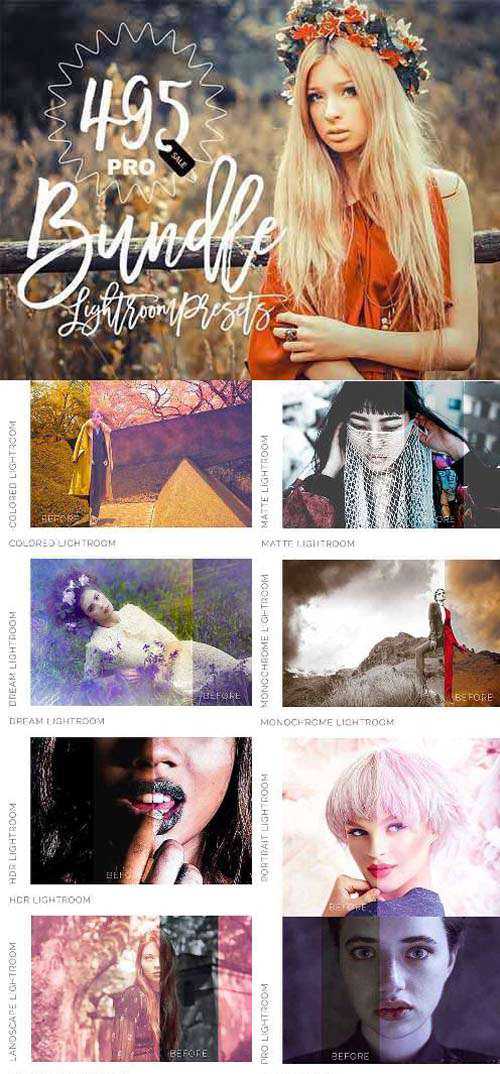 495
PRO
SALE
Bundle
LightroomPresets
COLORED LIGHTROOM
BEFORE
COLORED LIGHTROOM
MATTE LIGHTROOM
BEFORE
MATTE LIGHTROOM
DREAM LIGHTROOM
BEFORE
DREAM LIGHTROOM
MONOCHROME LIGHTROOM
BEFORE
MONOCHROME LIGHTROOM
HDR LIGHTROOM
BEFORE
HDR LIGHTROOM
PORTRAIT LIGHTROOM
BEFORE
LANDSCAPE LIGHTROOM
BEFORE
PRO LIGHTROOM
BEFORE